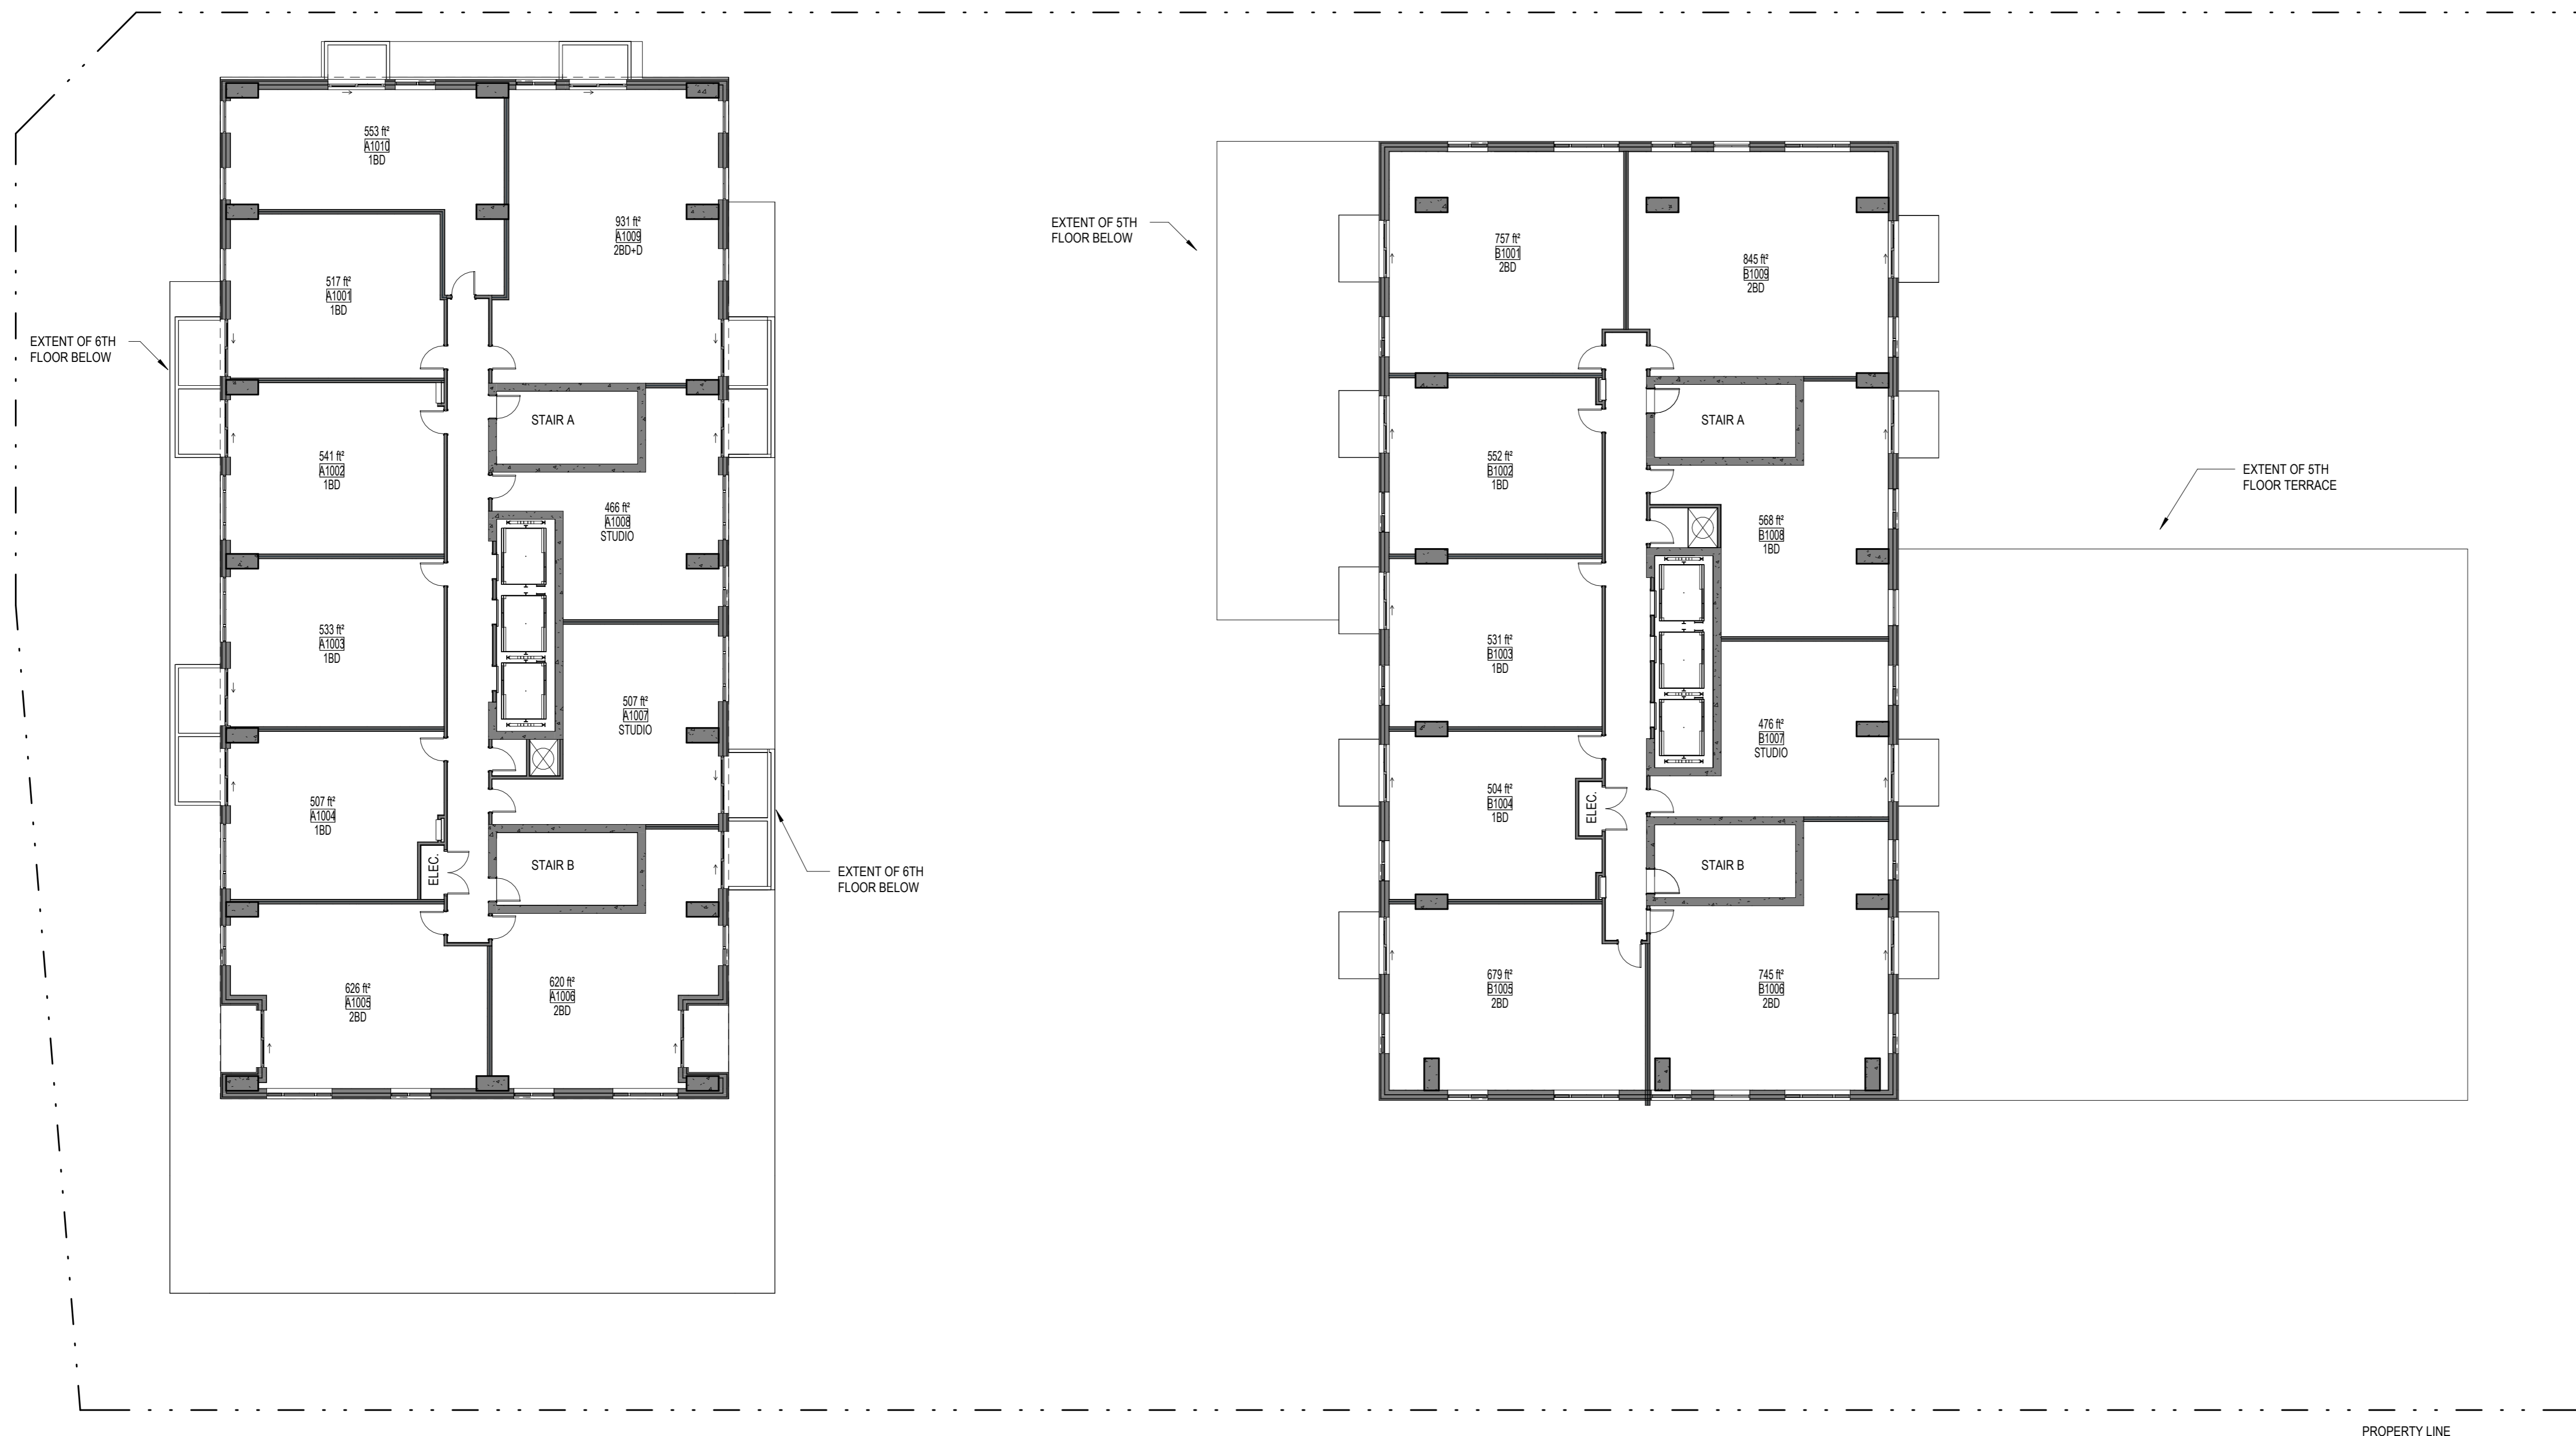 553 ft²
A1010
1BD
931 ft²
A1009
2BD+D
517 ft²
A1001
1BD
EXTENT OF 6TH
FLOOR BELOW
STAIR A
541 ft²
A1002
1BD
466 ft²
A1008
STUDIO
533 ft²
A1003
1BD
507 ft²
A1007
STUDIO
507 ft²
A1004
1BD
ELEC.
STAIR B
EXTENT OF 6TH
FLOOR BELOW
626 ft²
A1005
2BD
620 ft²
A1006
2BD
EXTENT OF 5TH
FLOOR BELOW
757 ft²
B1001
2BD
845 ft²
B1009
2BD
STAIR A
552 ft²
B1002
1BD
EXTENT OF 5TH
FLOOR TERRACE
568 ft²
B1008
1BD
531 ft²
B1003
1BD
476 ft²
B1007
STUDIO
504 ft²
B1004
1BD
ELEC.
STAIR B
679 ft²
B1005
2BD
745 ft²
B1006
2BD
PROPERTY LINE